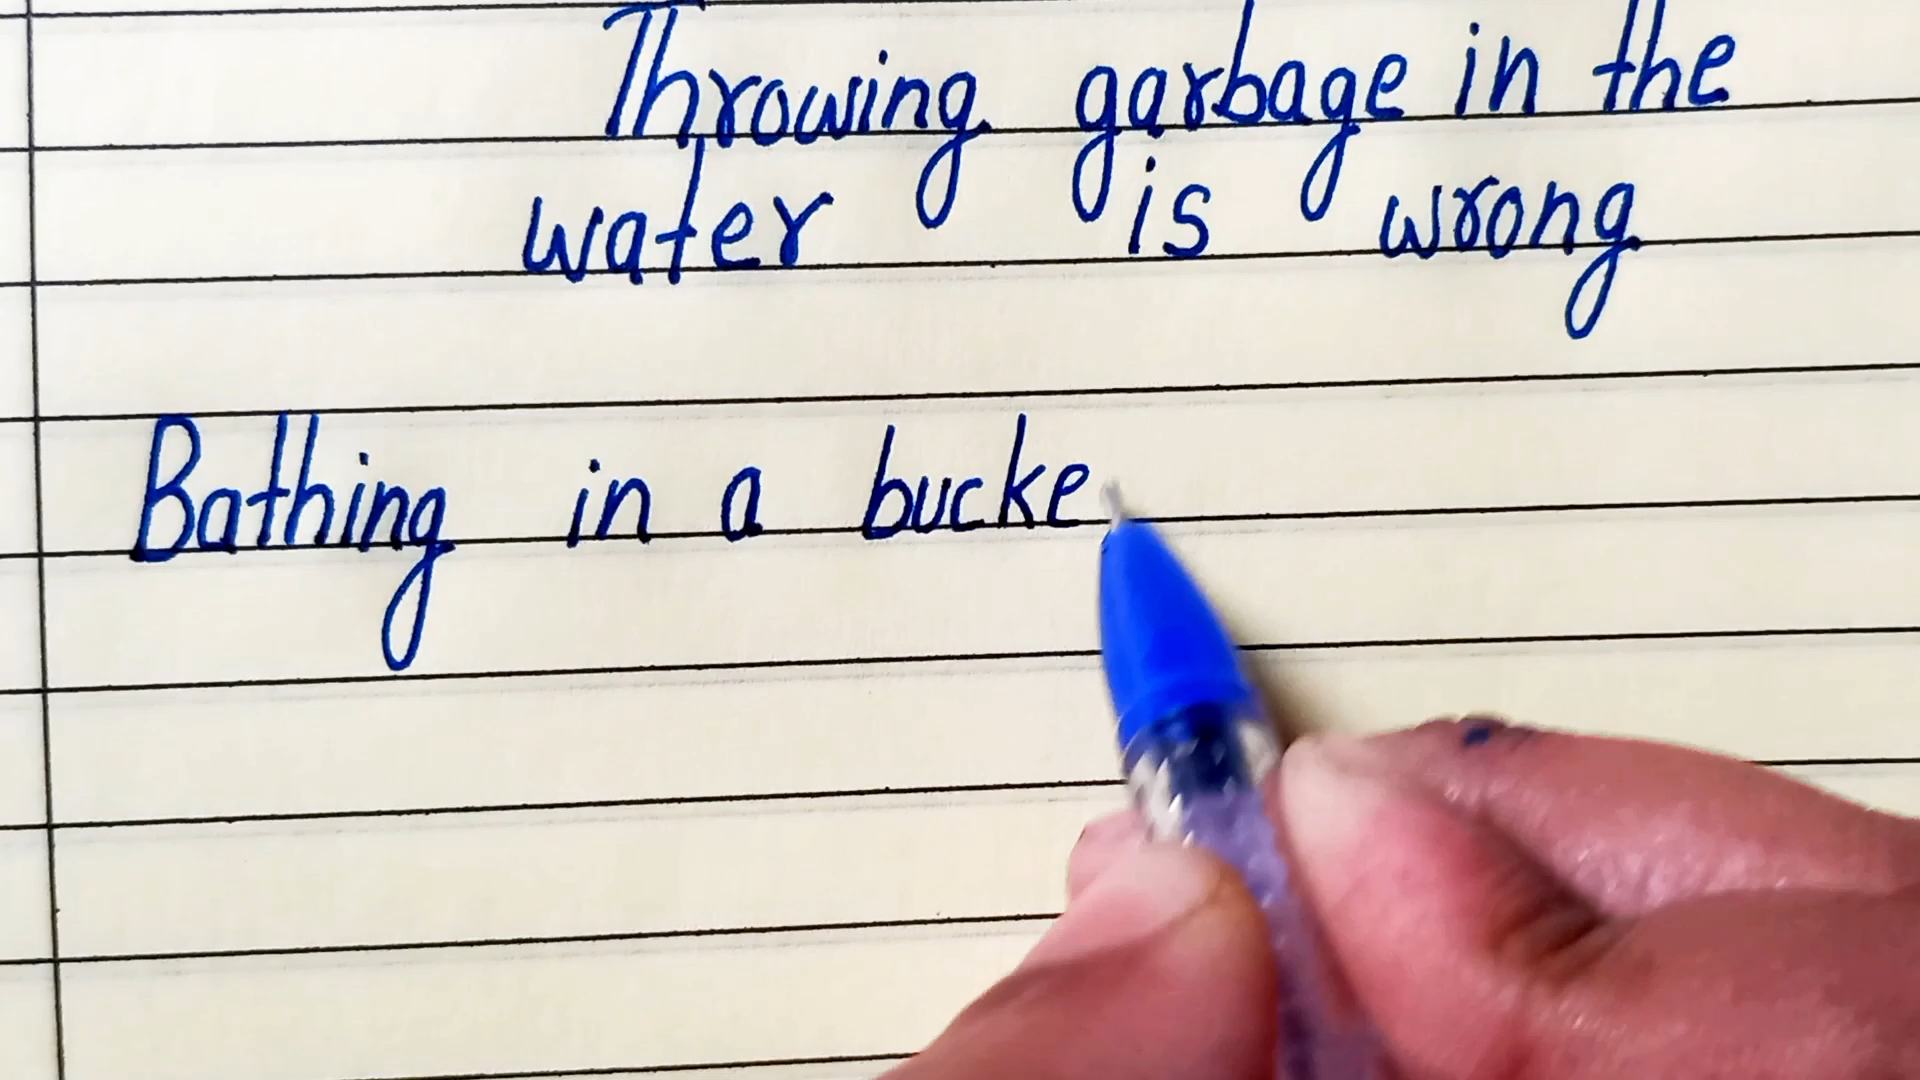 Throwing garbage in the
water is wrong
Bathing in a bucke